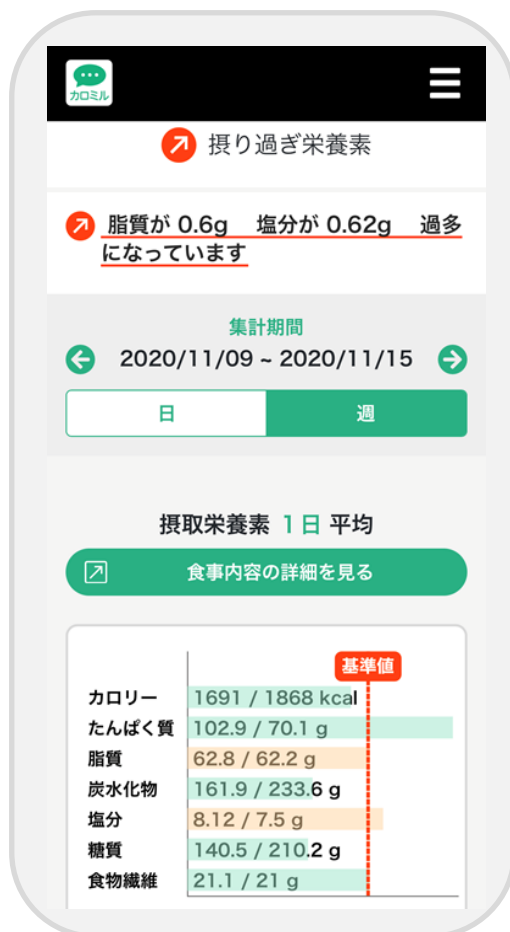 カロミル
摂り過ぎ栄養素
脂質が 0.6g 塩分が 0.62g 過多
になっています
集計期間
2020/11/09 ~ 2020/11/15
日 週
摂取栄養素 1日 平均
食事内容の詳細を見る
基準値
カロリー 1691 / 1868 kcal
たんぱく質 102.9 / 70.1 g
脂質 62.8 / 62.2 g
炭水化物 161.9 / 233.6 g
塩分 8.12 / 7.5 g
糖質 140.5 / 210.2 g
食物繊維 21.1 / 21 g